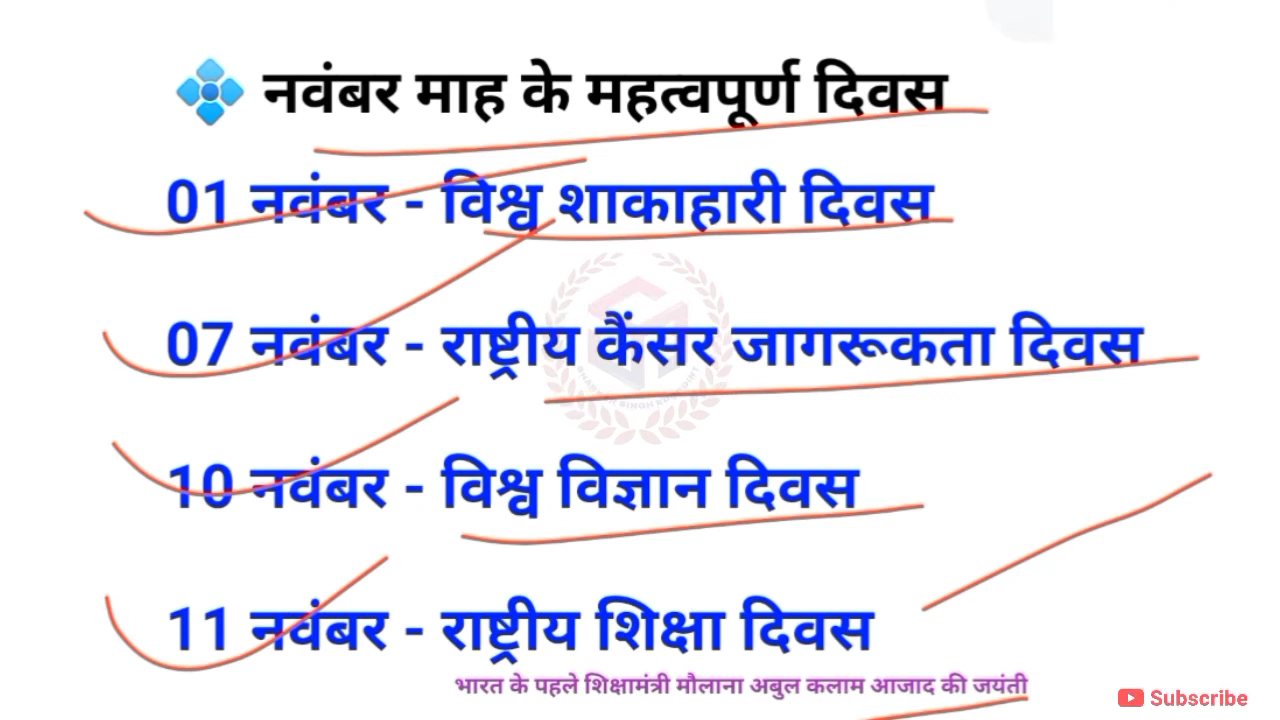 नवंबर माह के महत्वपूर्ण दिवस
01 नवंबर - विश्व शाकाहारी दिवस
07 नवंबर - राष्ट्रीय कैंसर जागरूकता दिवस
10 नवंबर - विश्व विज्ञान दिवस
11 नवंबर - राष्ट्रीय शिक्षा दिवस
भारत के पहले शिक्षामंत्री मौलाना अबुल कलाम आजाद की जयंती
Subscribe